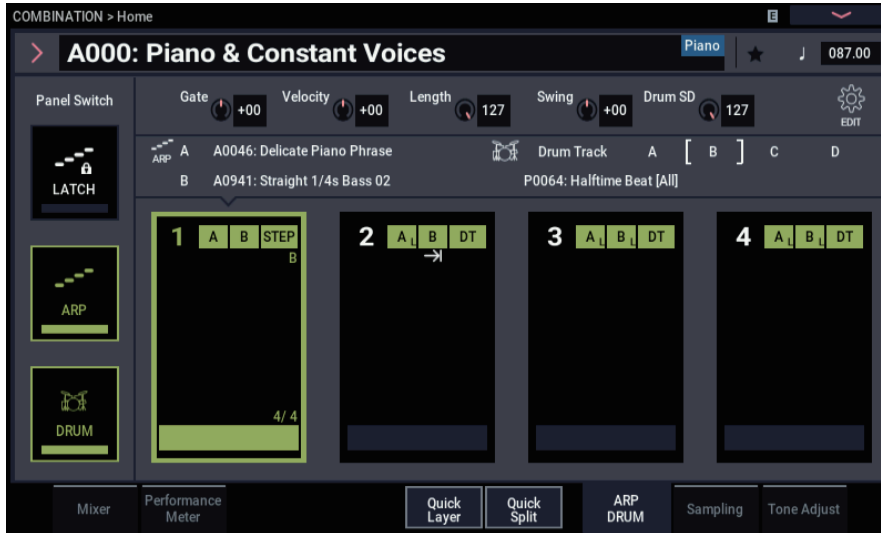 COMBINATION > Home E
A000: Piano & Constant Voices Piano ♩ 087.00
Panel Switch Gate +00 Velocity +00 Length 127 Swing +00 Drum SD 127 EDIT
ARP A A0046: Delicate Piano Phrase Drum Track A [ B ] C D
B A0941: Straight 1/4s Bass 02 P0064: Halftime Beat [All]
LATCH
1 A B STEP 2 A L B DT 3 A L B L DT 4 A L B L DT
B
ARP
4/4
DRUM
Mixer Performance Meter Quick Layer Quick Split ARP DRUM Sampling Tone Adjust